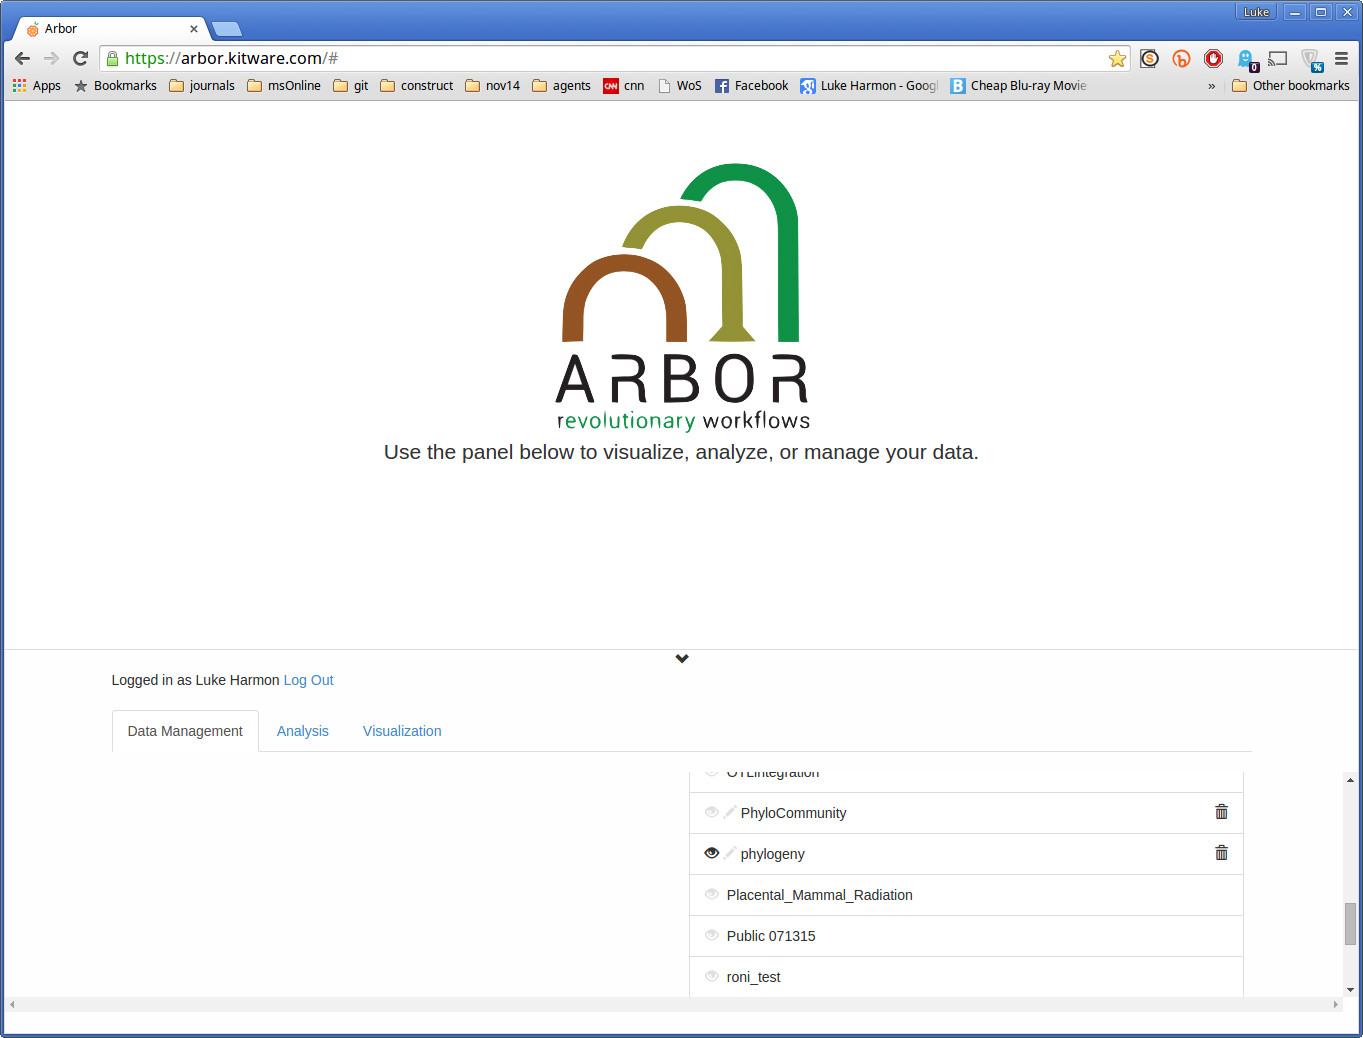 Luke
Arbor
https://arbor.kitware.com/#
Apps Bookmarks journals msOnline git construct nov14 agents cnn WoS Facebook Luke Harmon - Goog Cheap Blu-ray Movie » Other bookmarks
ARBOR
revolutionary workflows
Use the panel below to visualize, analyze, or manage your data.
Logged in as Luke Harmon Log Out
Data Management Analysis Visualization
OTLintegration
PhyloCommunity
phylogeny
Placental_Mammal_Radiation
Public 071315
roni_test